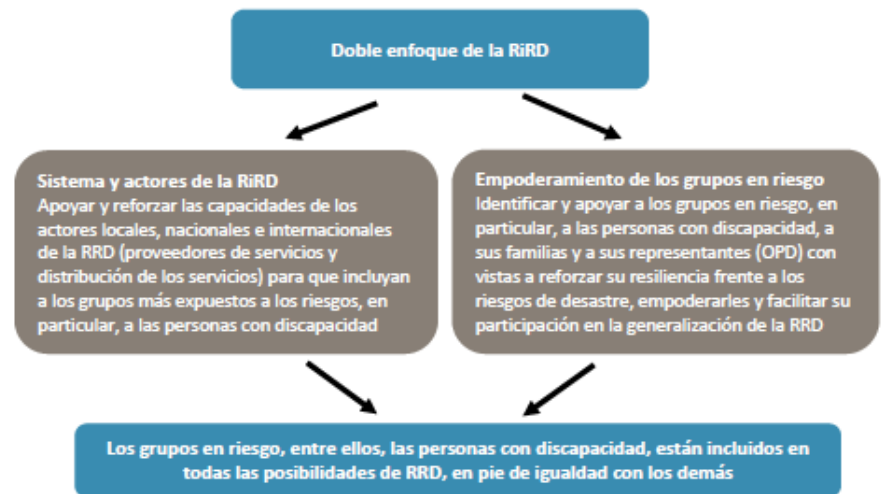 Doble enfoque de la RiRD
Sistema y actores de la RiRD
Apoyar y reforzar las capacidades de los
actores locales, nacionales e internacionales
de la RRD (proveedores de servicios y
distribución de los servicios) para que incluyan
a los grupos más expuestos a los riesgos, en
particular, a las personas con discapacidad
Empoderamiento de los grupos en riesgo
Identificar y apoyar a los grupos en riesgo, en
particular, a las personas con discapacidad, a
sus familias y a sus representantes (OPD) con
vistas a reforzar su resiliencia frente a los
riesgos de desastre, empoderarles y facilitar su
participación en la generalización de la RRD
Los grupos en riesgo, entre ellos, las personas con discapacidad, están incluidos en
todas las posibilidades de RRD, en pie de igualdad con los demás